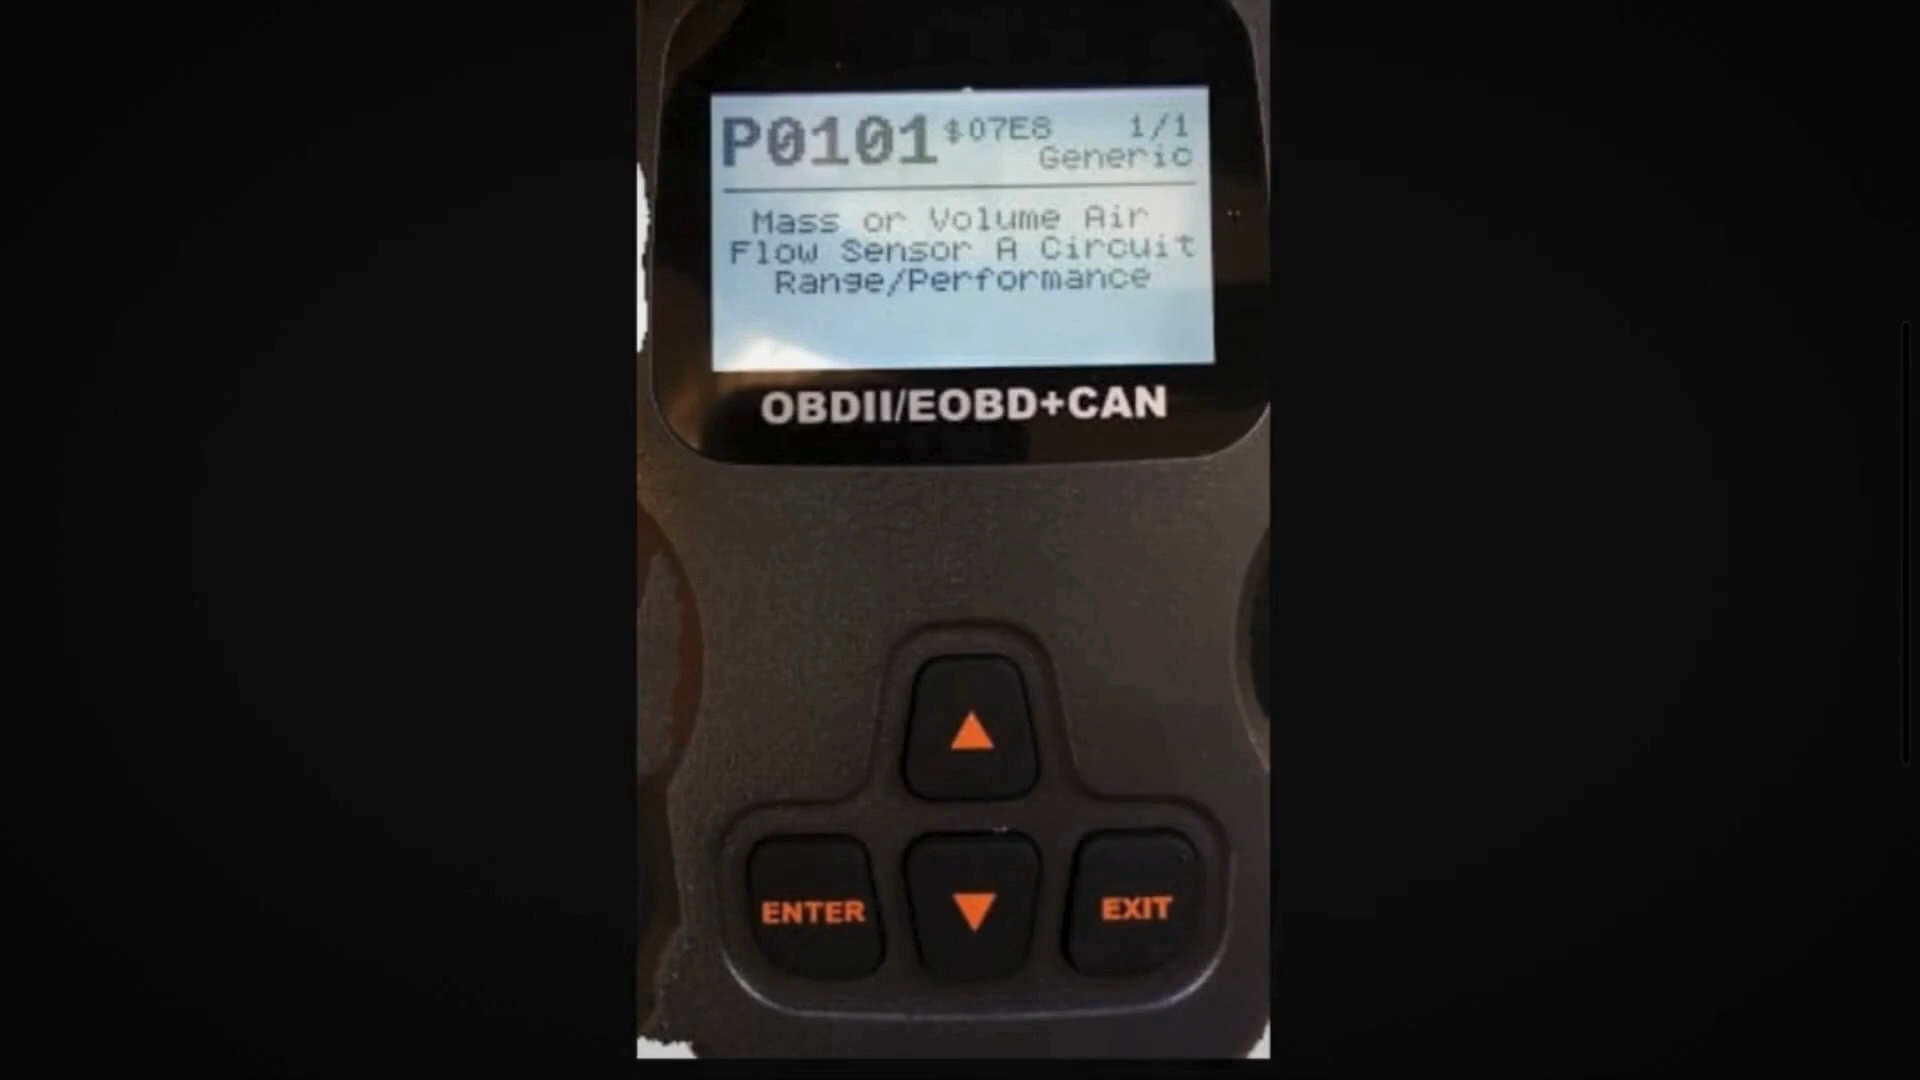 P0101 $07E8 1/1
Generic
Mass or Volume Air
Flow Sensor A Circuit
Range/Performance
OBDII/EOBD+CAN
ENTER
EXIT